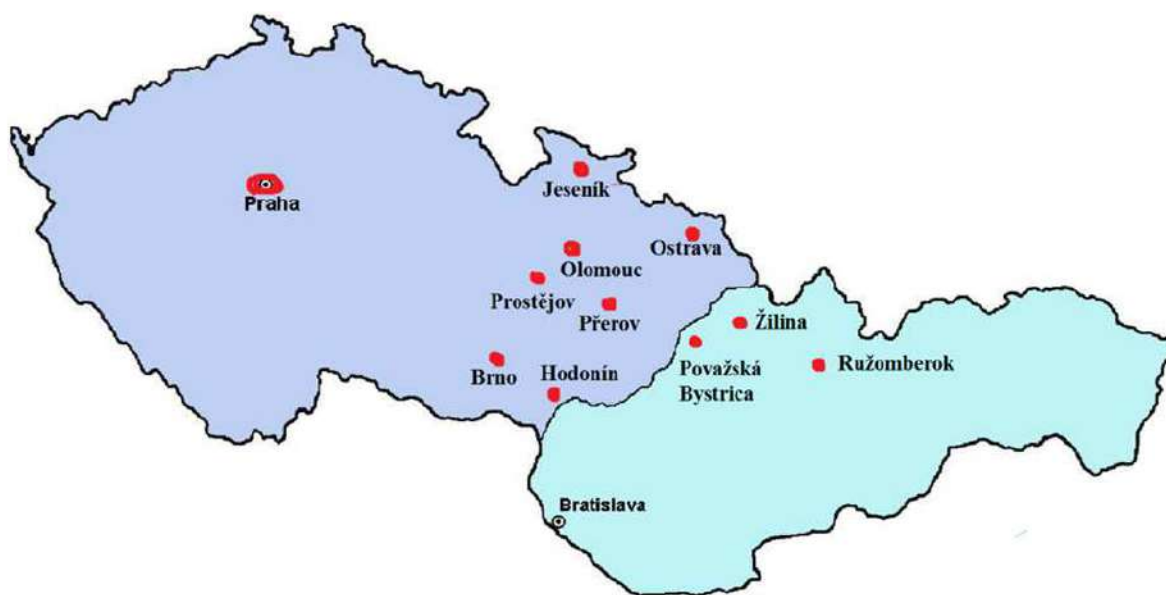 Praha
Jeseník
Ostrava
Olomouc
Prostějov
Přerov
Žilina
Považská
Bystrica
Ružomberok
Brno
Hodonín
Bratislava